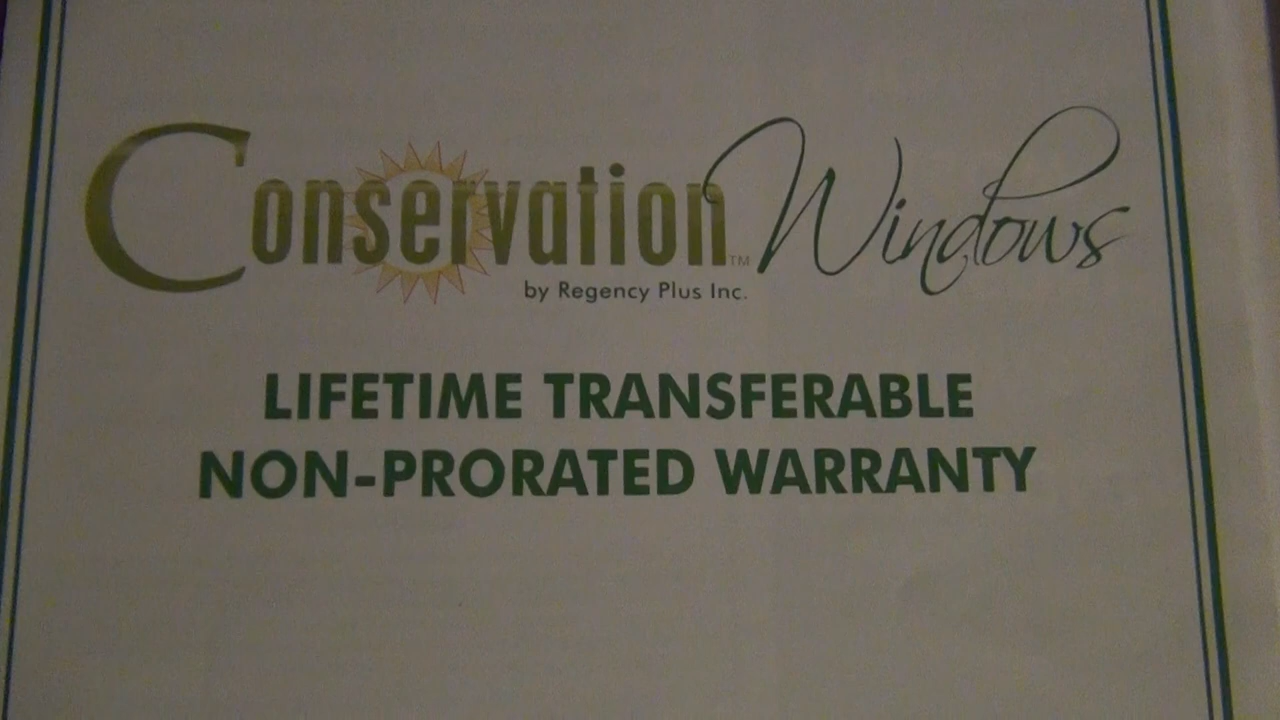 Conservation™ Windows
by Regency Plus Inc.
LIFETIME TRANSFERABLE
NON-PRORATED WARRANTY